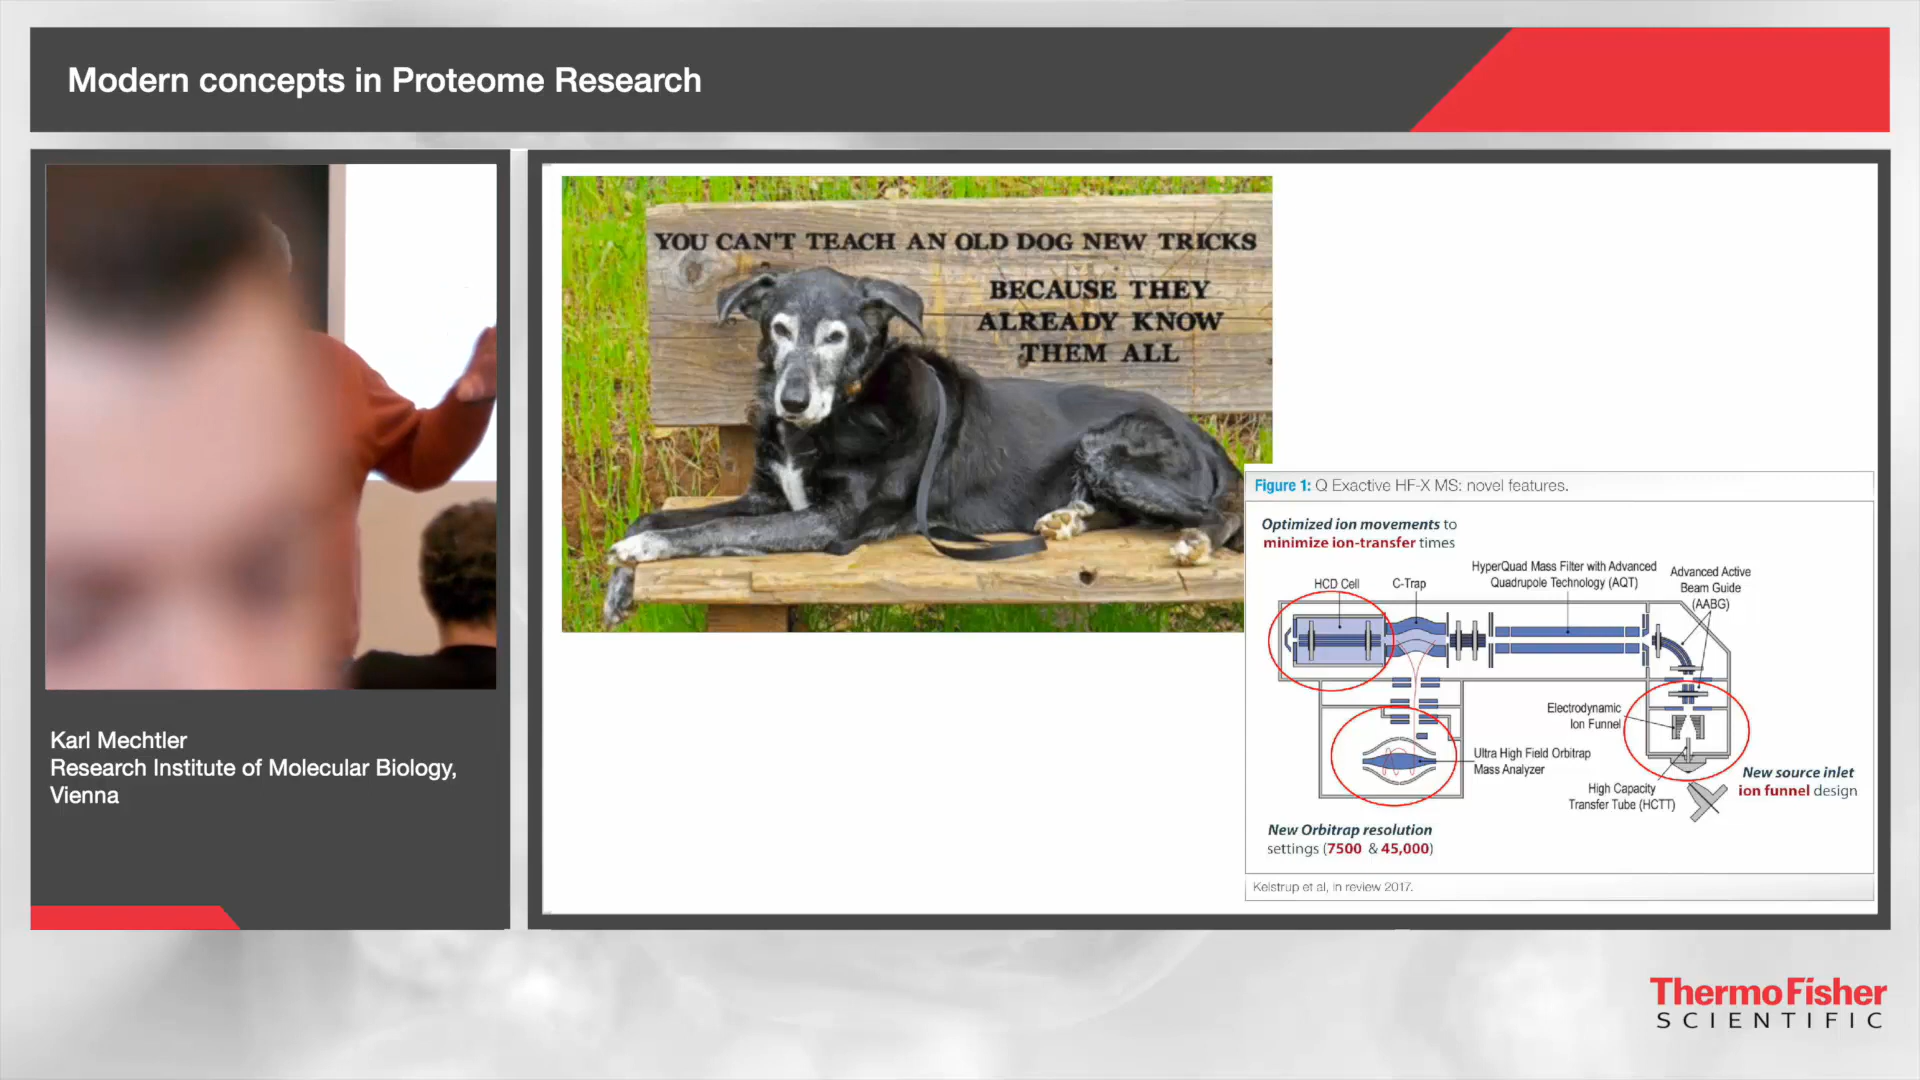 Modern concepts in Proteome Research
Karl Mechtler
Research Institute of Molecular Biology,
Vienna
YOU CAN'T TEACH AN OLD DOG NEW TRICKS
BECAUSE THEY
ALREADY KNOW
THEM ALL
Figure 1: Q Exactive HF-X MS: novel features.
Optimized ion movements to
minimize ion-transfer times
HCD Cell
C-Trap
HyperQuad Mass Filter with Advanced
Quadrupole Technology (AQT)
Advanced Active
Beam Guide
(AABG)
Electrodynamic
Ion Funnel
Ultra High Field Orbitrap
Mass Analyzer
High Capacity
Transfer Tube (HCTT)
New source inlet
ion funnel design
New Orbitrap resolution
settings (7500 & 45,000)
Kelstrup et al, in review 2017.
ThermoFisher
SCIENTIFIC